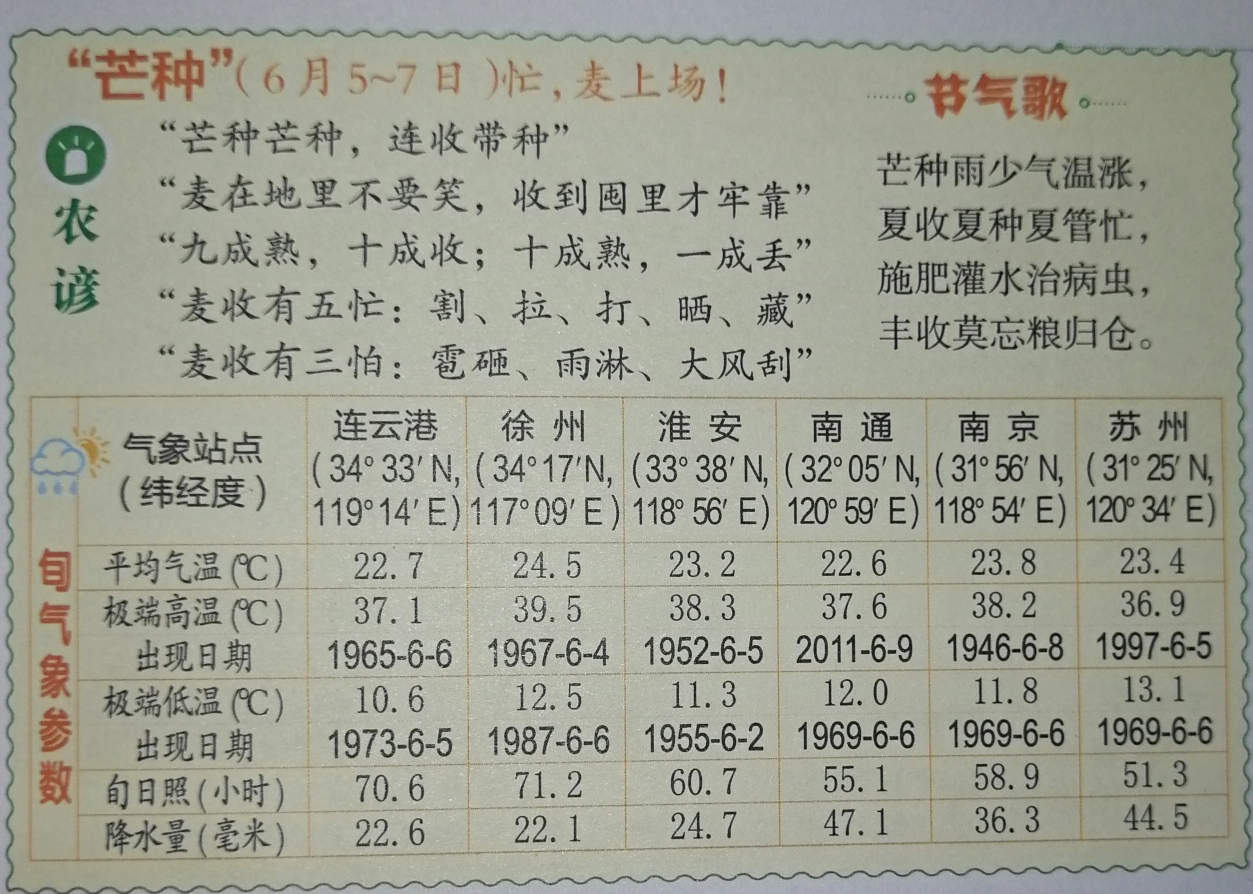 “芒种”(6月5~7日)忙,麦上场!
农谚
“芒种芒种，连收带种”
“麦在地里不要笑，收到囤里才牢靠”
“九成熟，十成收；十成熟，一成丢”
“麦收有五忙：割、拉、打、晒、藏”
“麦收有三怕：雹砸、雨淋、大风刮”
节气歌
芒种雨少气温涨，
夏收夏种夏管忙，
施肥灌水治病虫，
丰收莫忘粮归仓。
旬气象参数
气象站点(纬经度) 连云港(34°33′N,119°14′E) 徐州(34°17′N,117°09′E) 淮安(33°38′N,118°56′E) 南通(32°05′N,120°59′E) 南京(31°56′N,118°54′E) 苏州(31°25′N,120°34′E)
平均气温(℃) 22.7 24.5 23.2 22.6 23.8 23.4
极端高温(℃) 37.1 39.5 38.3 37.6 38.2 36.9
出现日期 1965-6-6 1967-6-4 1952-6-5 2011-6-9 1946-6-8 1997-6-5
极端低温(℃) 10.6 12.5 11.3 12.0 11.8 13.1
出现日期 1973-6-5 1987-6-6 1955-6-2 1969-6-6 1969-6-6 1969-6-6
旬日照(小时) 70.6 71.2 60.7 55.1 58.9 51.3
降水量(毫米) 22.6 22.1 24.7 47.1 36.3 44.5